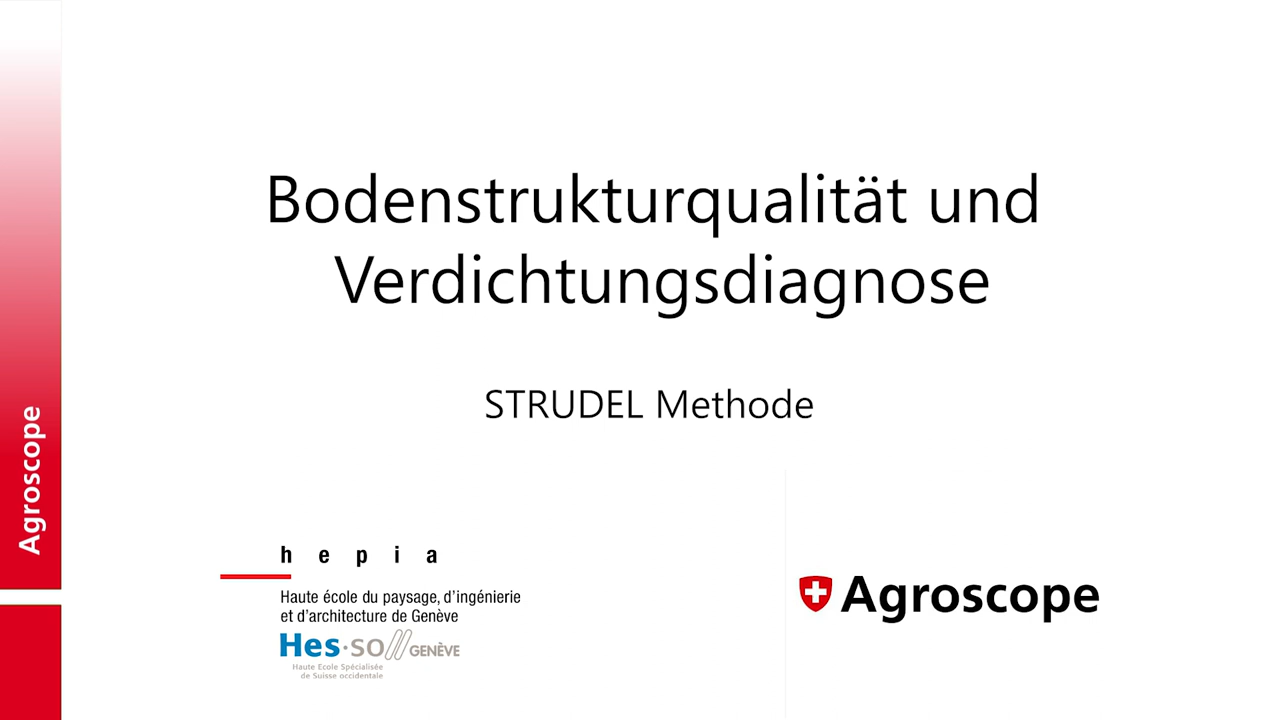 Bodenstrukturqualität und
Verdichtungsdiagnose
STRUDEL Methode
Agroscope
hepia
Haute école du paysage, d'ingénierie
et d'architecture de Genève
Hes·so GENÈVE
Haute Ecole Spécialisée
de Suisse occidentale
Agroscope